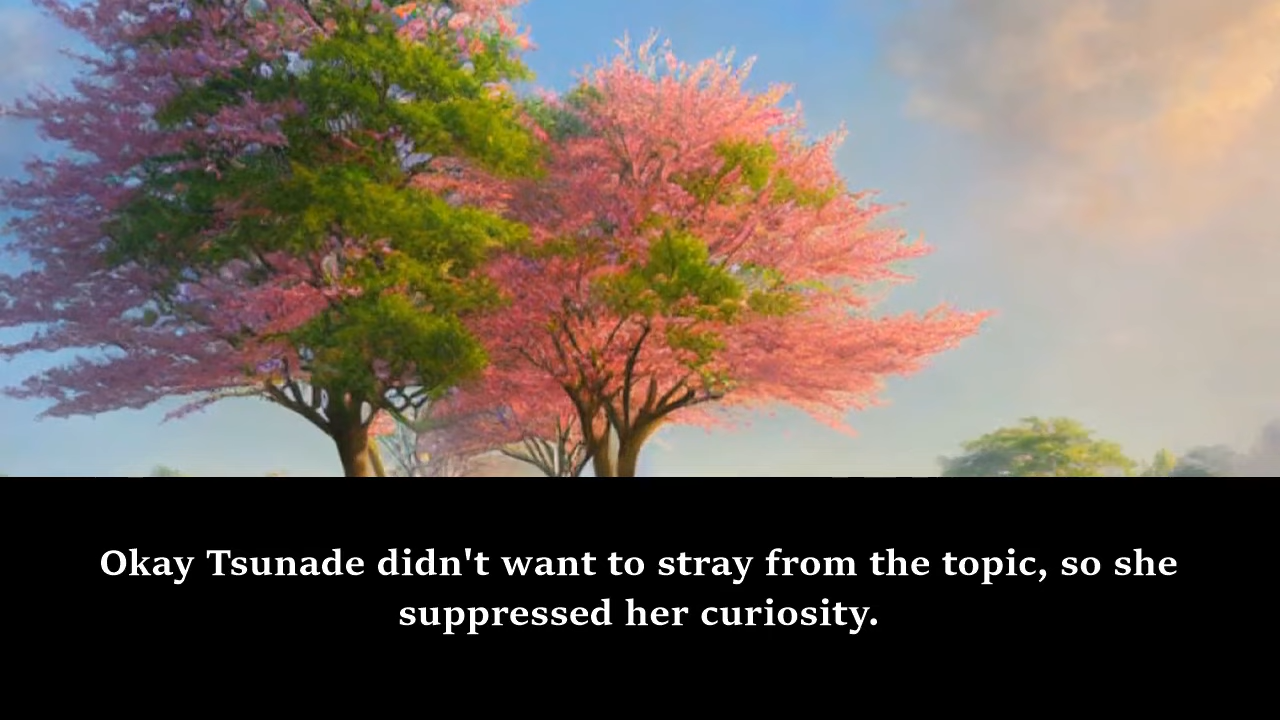 Okay Tsunade didn't want to stray from the topic, so she
suppressed her curiosity.